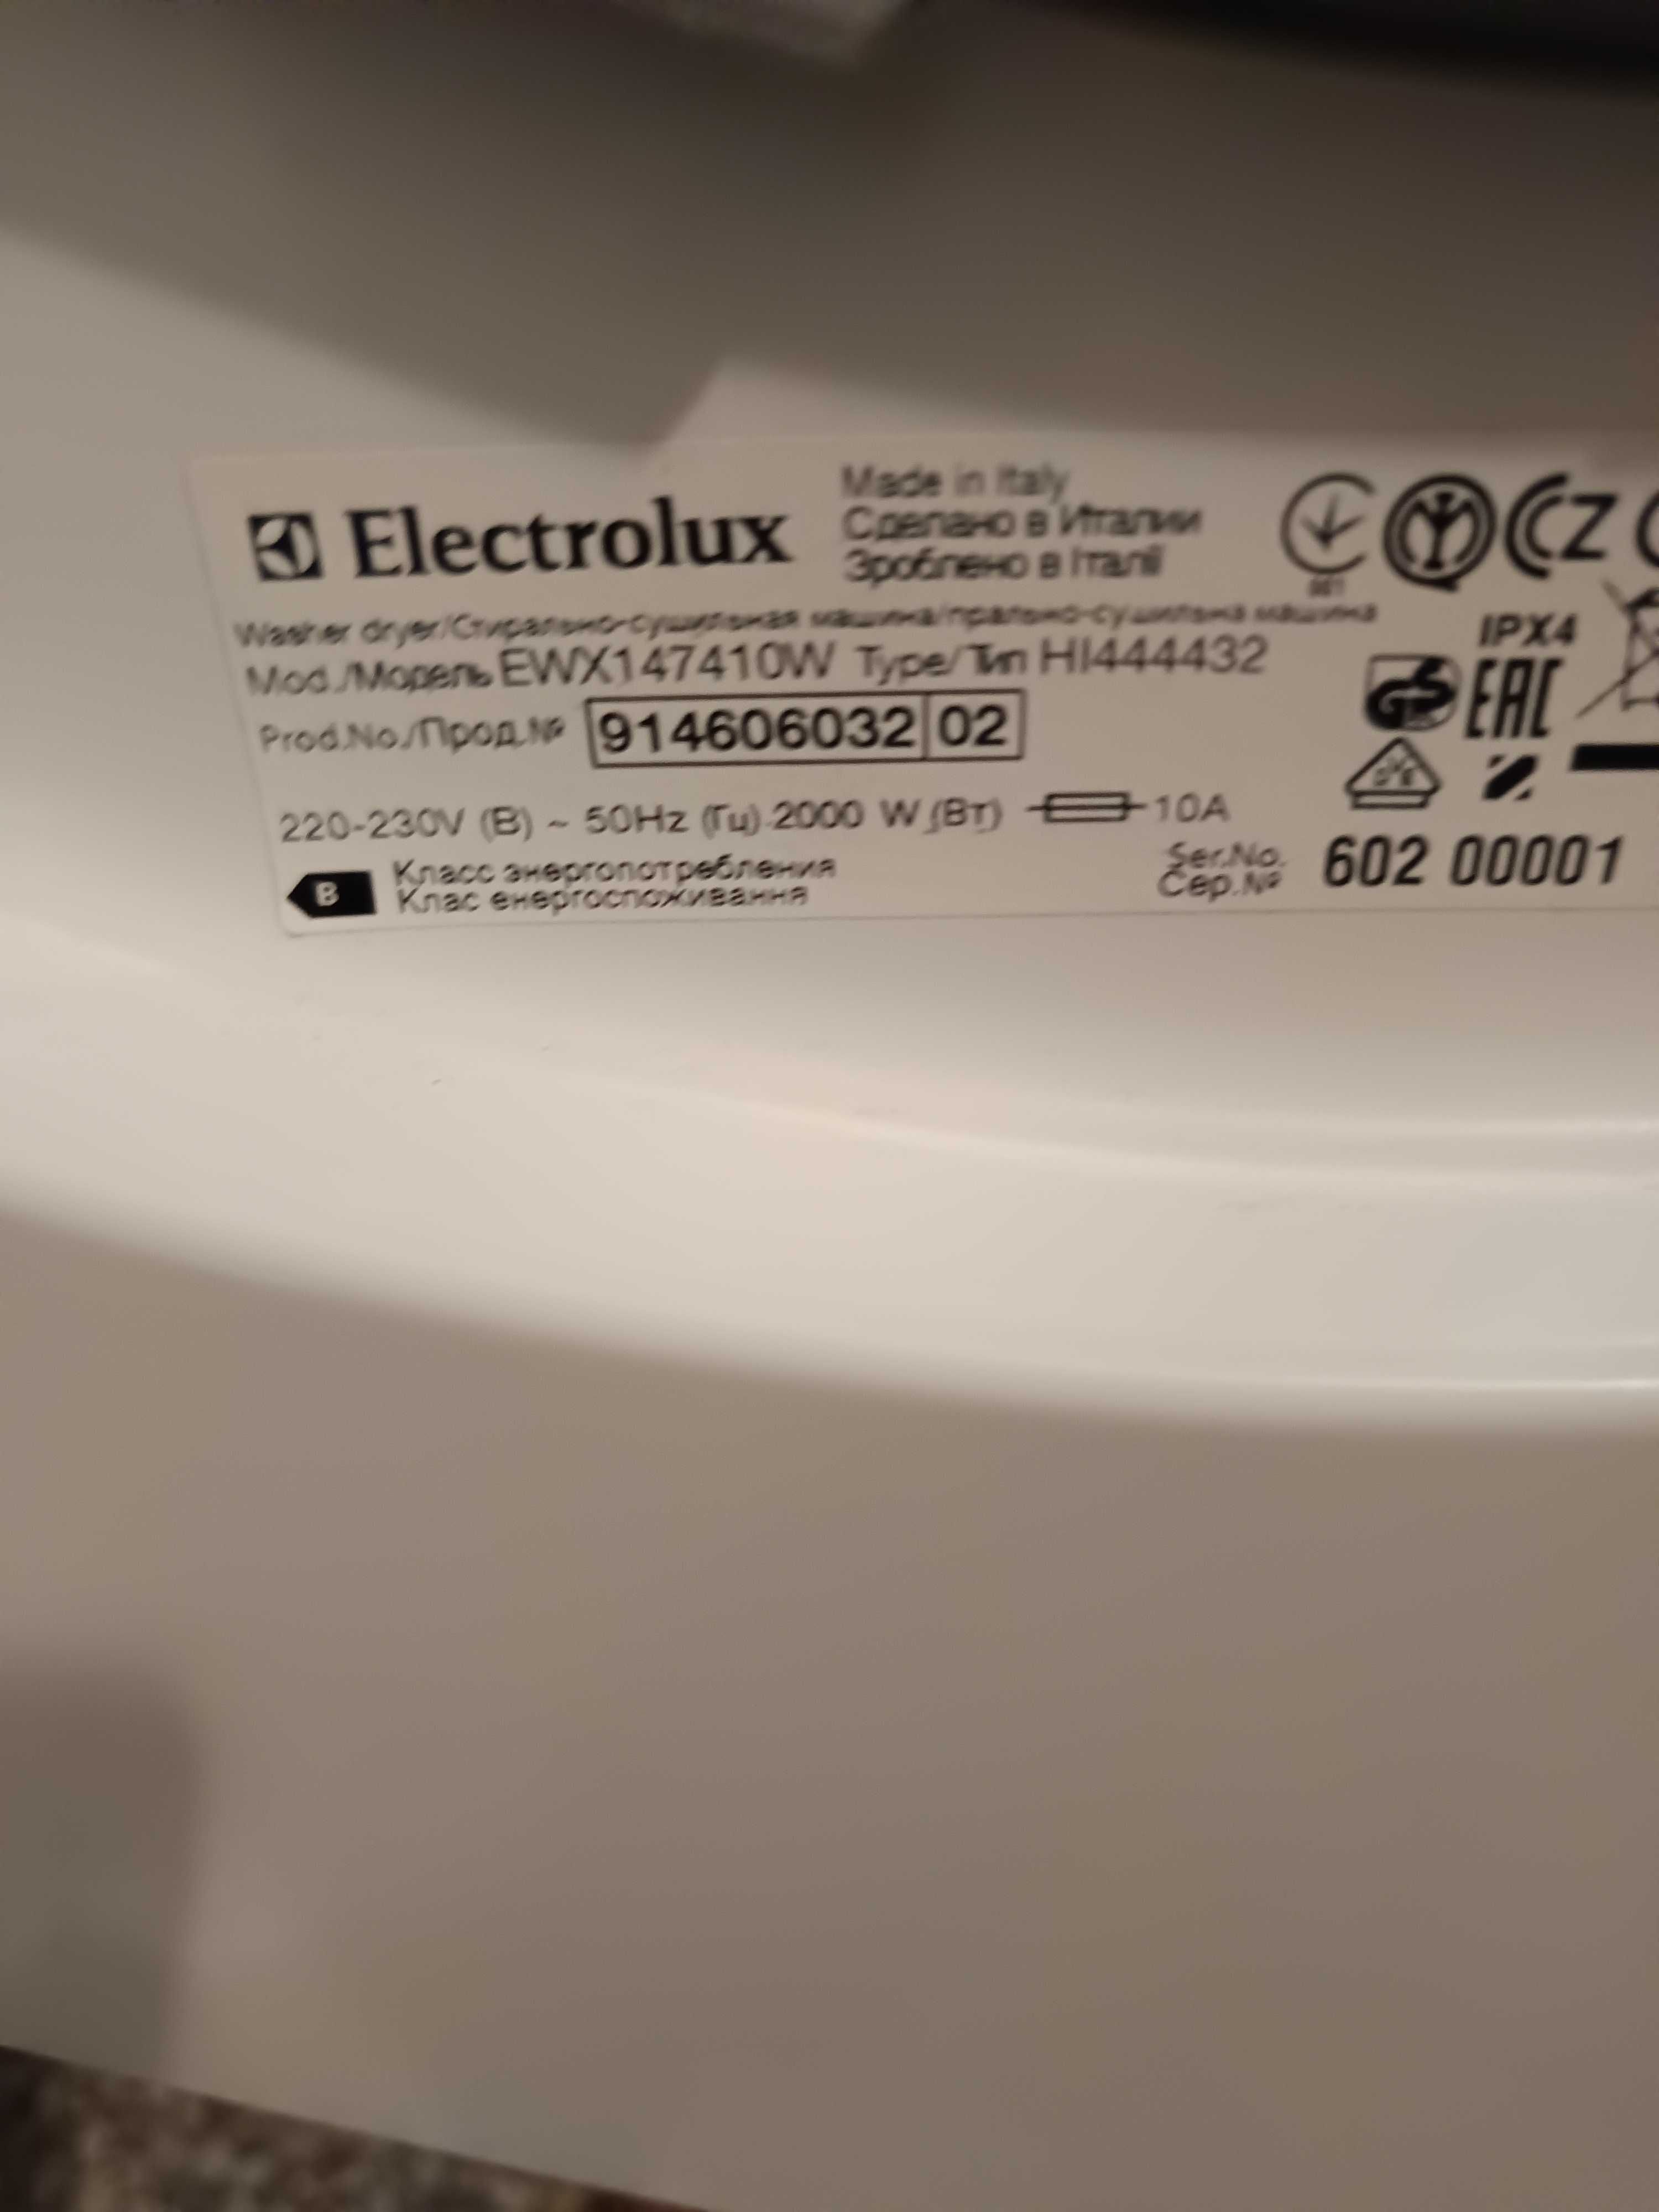 Electrolux
Made in Italy
Сделано в Италии
Зроблено в Італії
Washer dryer/Стирально-сушильная машина/прально-сушильна машина
Mod./Модель EWX147410W Type/Тип HI444432
Prod.No./Прод.№ 914606032 02
220-230V (В) ~ 50Hz (Гц) 2000 W (Вт) 10A
B
Класс энергопотребления
Клас енергоспоживання
IPX4
EAC
Ser.No.
Сер.№
602 00001